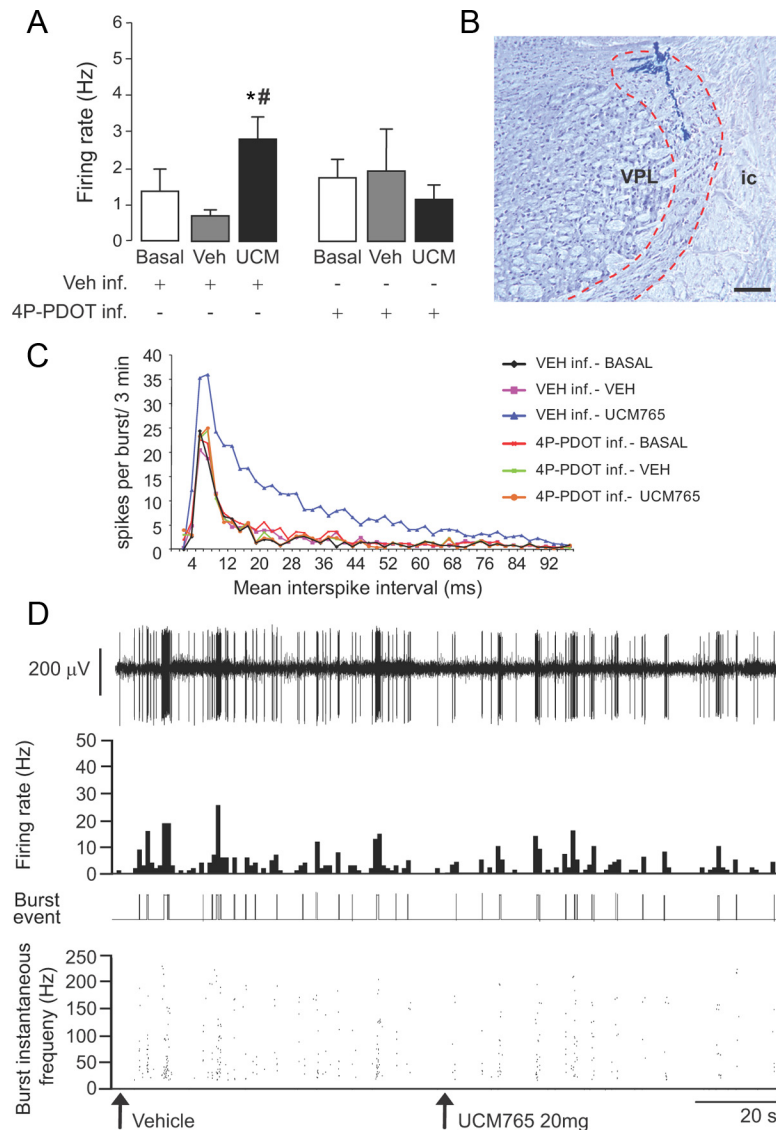 A
Firing rate (Hz)
6
5
4
3
2
1
0
*#
Basal Veh UCM Basal Veh UCM
Veh inf. + + + - - -
4P-PDOT inf. - - - + + +
B
VPL
ic
C
spikes per burst/ 3 min
40
35
30
25
20
15
10
5
0
4 12 20 28 36 44 52 60 68 76 84 92
Mean interspike interval (ms)
VEH inf.- BASAL
VEH inf.- VEH
VEH inf.- UCM765
4P-PDOT inf.- BASAL
4P-PDOT inf.- VEH
4P-PDOT inf.- UCM765
D
200 µV
Firing rate (Hz)
50
40
30
20
10
0
Burst
event
Burst instantaneous
frequeny (Hz)
250
200
150
100
50
0
Vehicle
UCM765 20mg
20 s